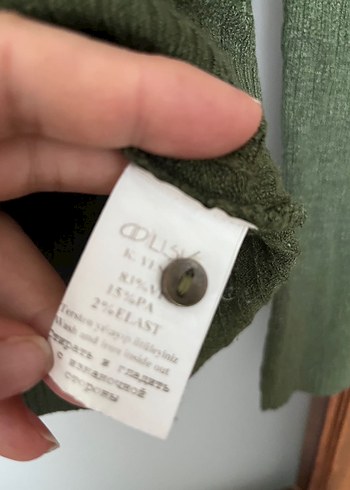 15%PA
2%ELAST
Tersten yıkayıp ütüleyiniz
Wash and iron inside out
стирать и гладить
с изнаночной
стороны